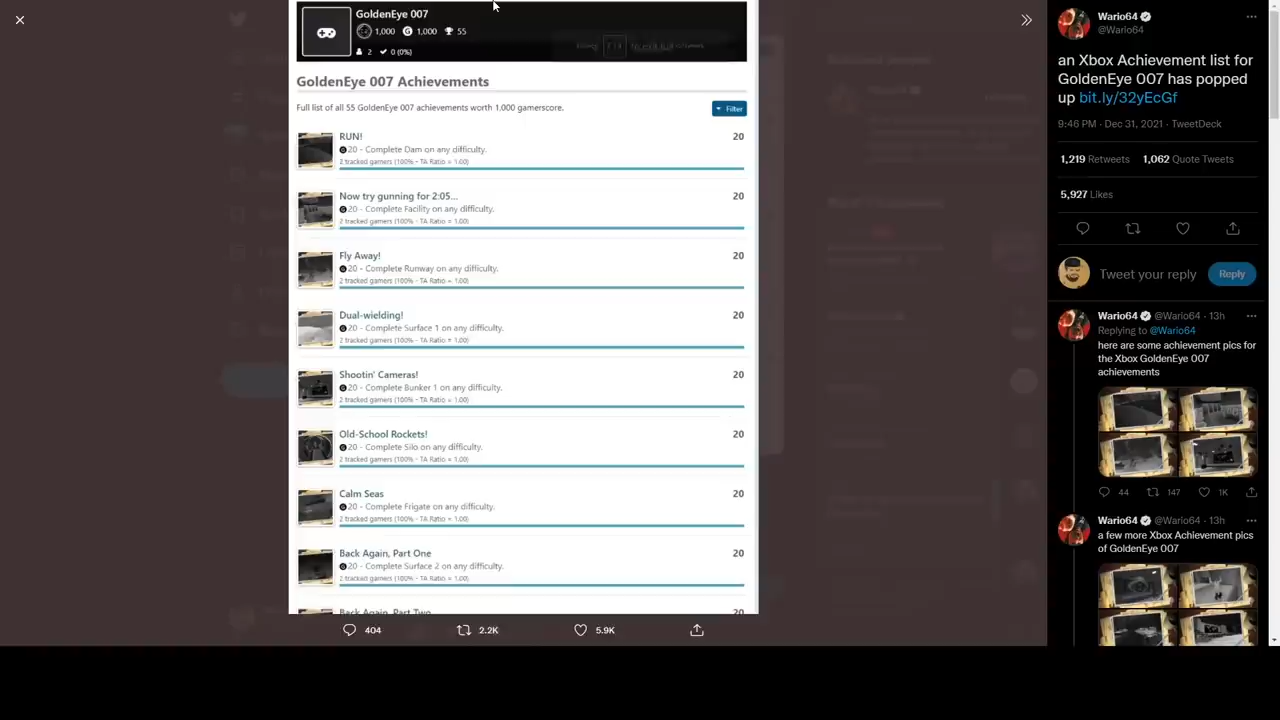 GoldenEye 007
1,000 1,000 55
2 0 (0%)
GoldenEye 007 Achievements
Full list of all 55 GoldenEye 007 achievements worth 1,000 gamerscore.
Filter
RUN!
20
20 - Complete Dam on any difficulty.
2 tracked gamers (100% - TA Ratio = 1.00)
Now try gunning for 2:05...
20
20 - Complete Facility on any difficulty.
2 tracked gamers (100% - TA Ratio = 1.00)
Fly Away!
20
20 - Complete Runway on any difficulty.
2 tracked gamers (100% - TA Ratio = 1.00)
Dual-wielding!
20
20 - Complete Surface 1 on any difficulty.
2 tracked gamers (100% - TA Ratio = 1.00)
Shootin' Cameras!
20
20 - Complete Bunker 1 on any difficulty.
2 tracked gamers (100% - TA Ratio = 1.00)
Old-School Rockets!
20
20 - Complete Silo on any difficulty.
2 tracked gamers (100% - TA Ratio = 1.00)
Calm Seas
20
20 - Complete Frigate on any difficulty.
2 tracked gamers (100% - TA Ratio = 1.00)
Back Again, Part One
20
20 - Complete Surface 2 on any difficulty.
2 tracked gamers (100% - TA Ratio = 1.00)
Back Again, Part Two
20
404 2.2K 5.9K
Wario64
@Wario64
an Xbox Achievement list for
GoldenEye 007 has popped
up bit.ly/32yEcGf
9:46 PM · Dec 31, 2021 · TweetDeck
1,219 Retweets 1,062 Quote Tweets
5,927 Likes
Tweet your reply
Reply
Wario64 @Wario64 · 13h
Replying to @Wario64
here are some achievement pics for
the Xbox GoldenEye 007
achievements
44 147 1K
Wario64 @Wario64 · 13h
a few more Xbox Achievement pics
of GoldenEye 007